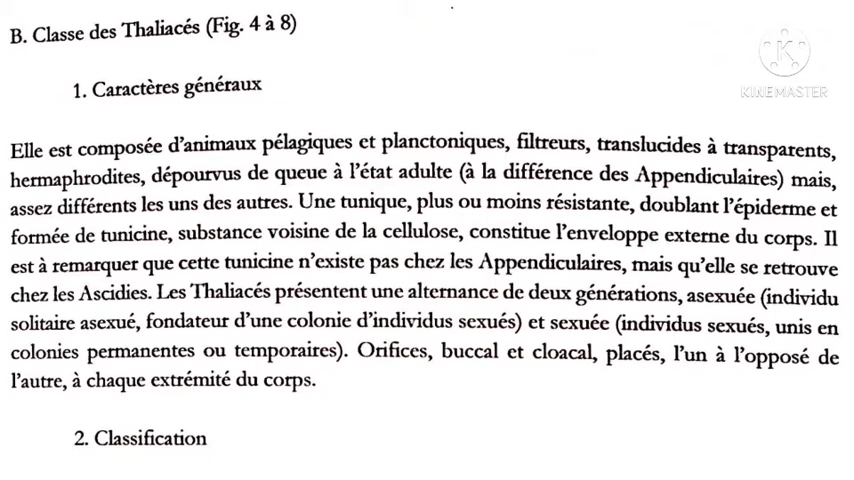 B. Classe des Thaliacés (Fig. 4 à 8)
1. Caractères généraux
Elle est composée d'animaux pélagiques et planctoniques, filtreurs, translucides à transparents,
hermaphrodites, dépourvus de queue à l'état adulte (à la différence des Appendiculaires) mais,
assez différents les uns des autres. Une tunique, plus ou moins résistante, doublant l'épiderme et
formée de tunicine, substance voisine de la cellulose, constitue l'enveloppe externe du corps. Il
est à remarquer que cette tunicine n'existe pas chez les Appendiculaires, mais qu'elle se retrouve
chez les Ascidies. Les Thaliacés présentent une alternance de deux générations, asexuée (individu
solitaire asexué, fondateur d'une colonie d'individus sexués) et sexuée (individus sexués, unis en
colonies permanentes ou temporaires). Orifices, buccal et cloacal, placés, l'un à l'opposé de
l'autre, à chaque extrémité du corps.
2. Classification
K
KINEMASTER